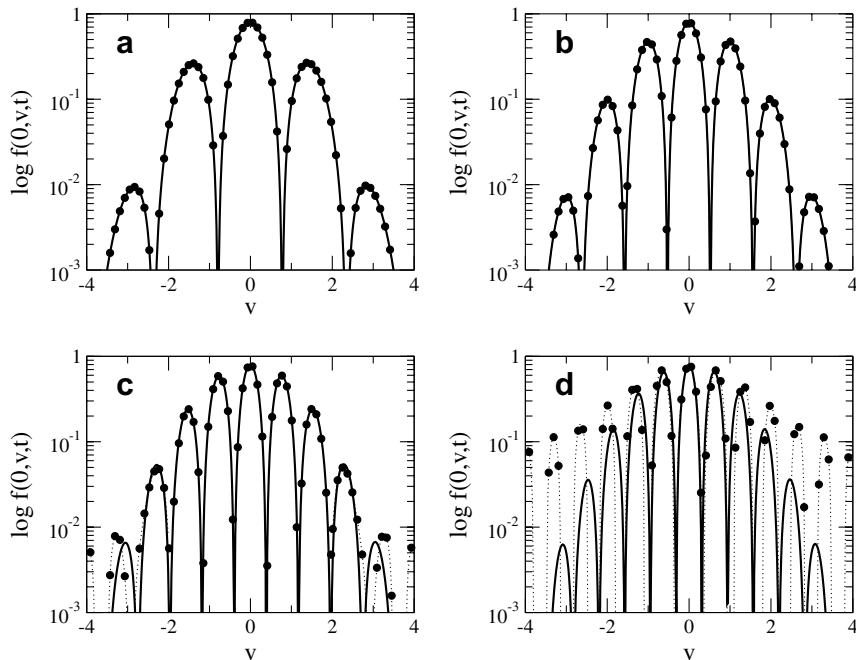 1
a
10^-1
10^-2
10^-3
log f(0,v,t)
-4 -2 0 2 4
v
1
b
10^-1
10^-2
10^-3
log f(0,v,t)
-4 -2 0 2 4
v
1
c
10^-1
10^-2
10^-3
log f(0,v,t)
-4 -2 0 2 4
v
1
d
10^-1
10^-2
10^-3
log f(0,v,t)
-4 -2 0 2 4
v